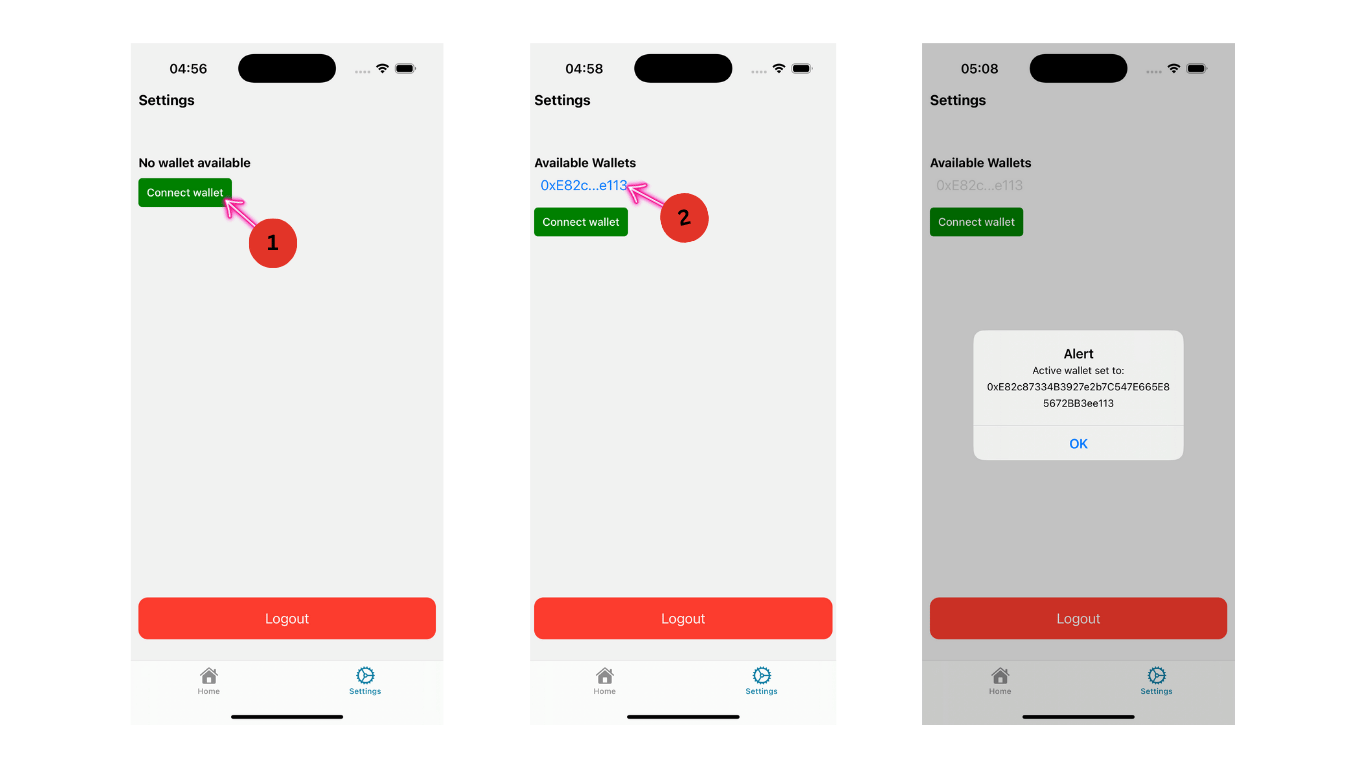 04:56
Settings
No wallet available
Connect wallet
1
Logout
Home
Settings
04:58
Settings
Available Wallets
0xE82c...e113
Connect wallet
2
Logout
Home
Settings
05:08
Settings
Available Wallets
0xE82c...e113
Connect wallet
Alert
Active wallet set to:
0xE82c87334B3927e2b7C547E665E8
5672BB3ee113
OK
Logout
Home
Settings